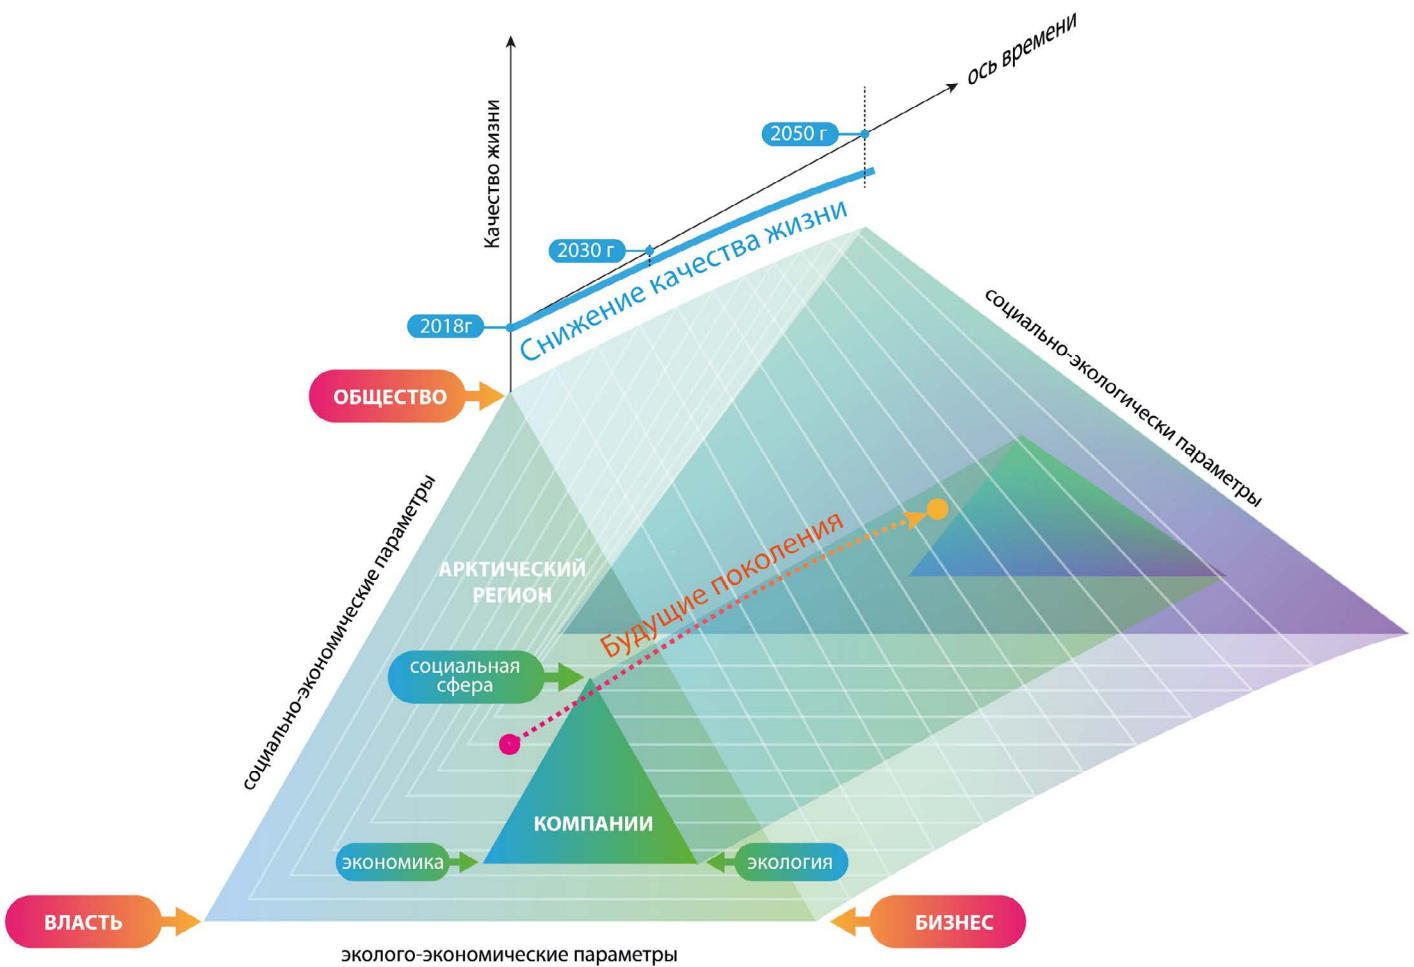 ось времени
Качество жизни
2050 г
2030 г
2018г
Снижение качества жизни
ОБЩЕСТВО
социально-экологически параметры
социально-экономические параметры
АРКТИЧЕСКИЙ
РЕГИОН
Будущие поколения
социальная
сфера
КОМПАНИИ
экономика
экология
ВЛАСТЬ
БИЗНЕС
эколого-экономические параметры